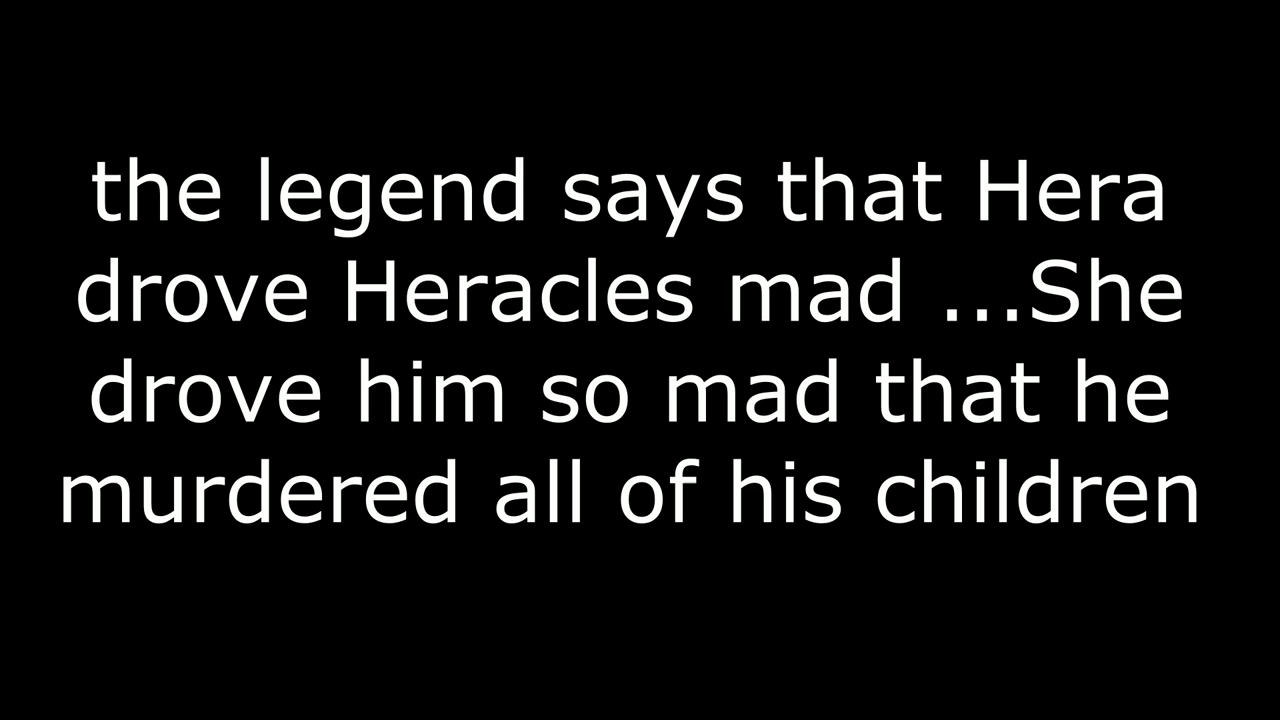 the legend says that Hera
drove Heracles mad ...She
drove him so mad that he
murdered all of his children